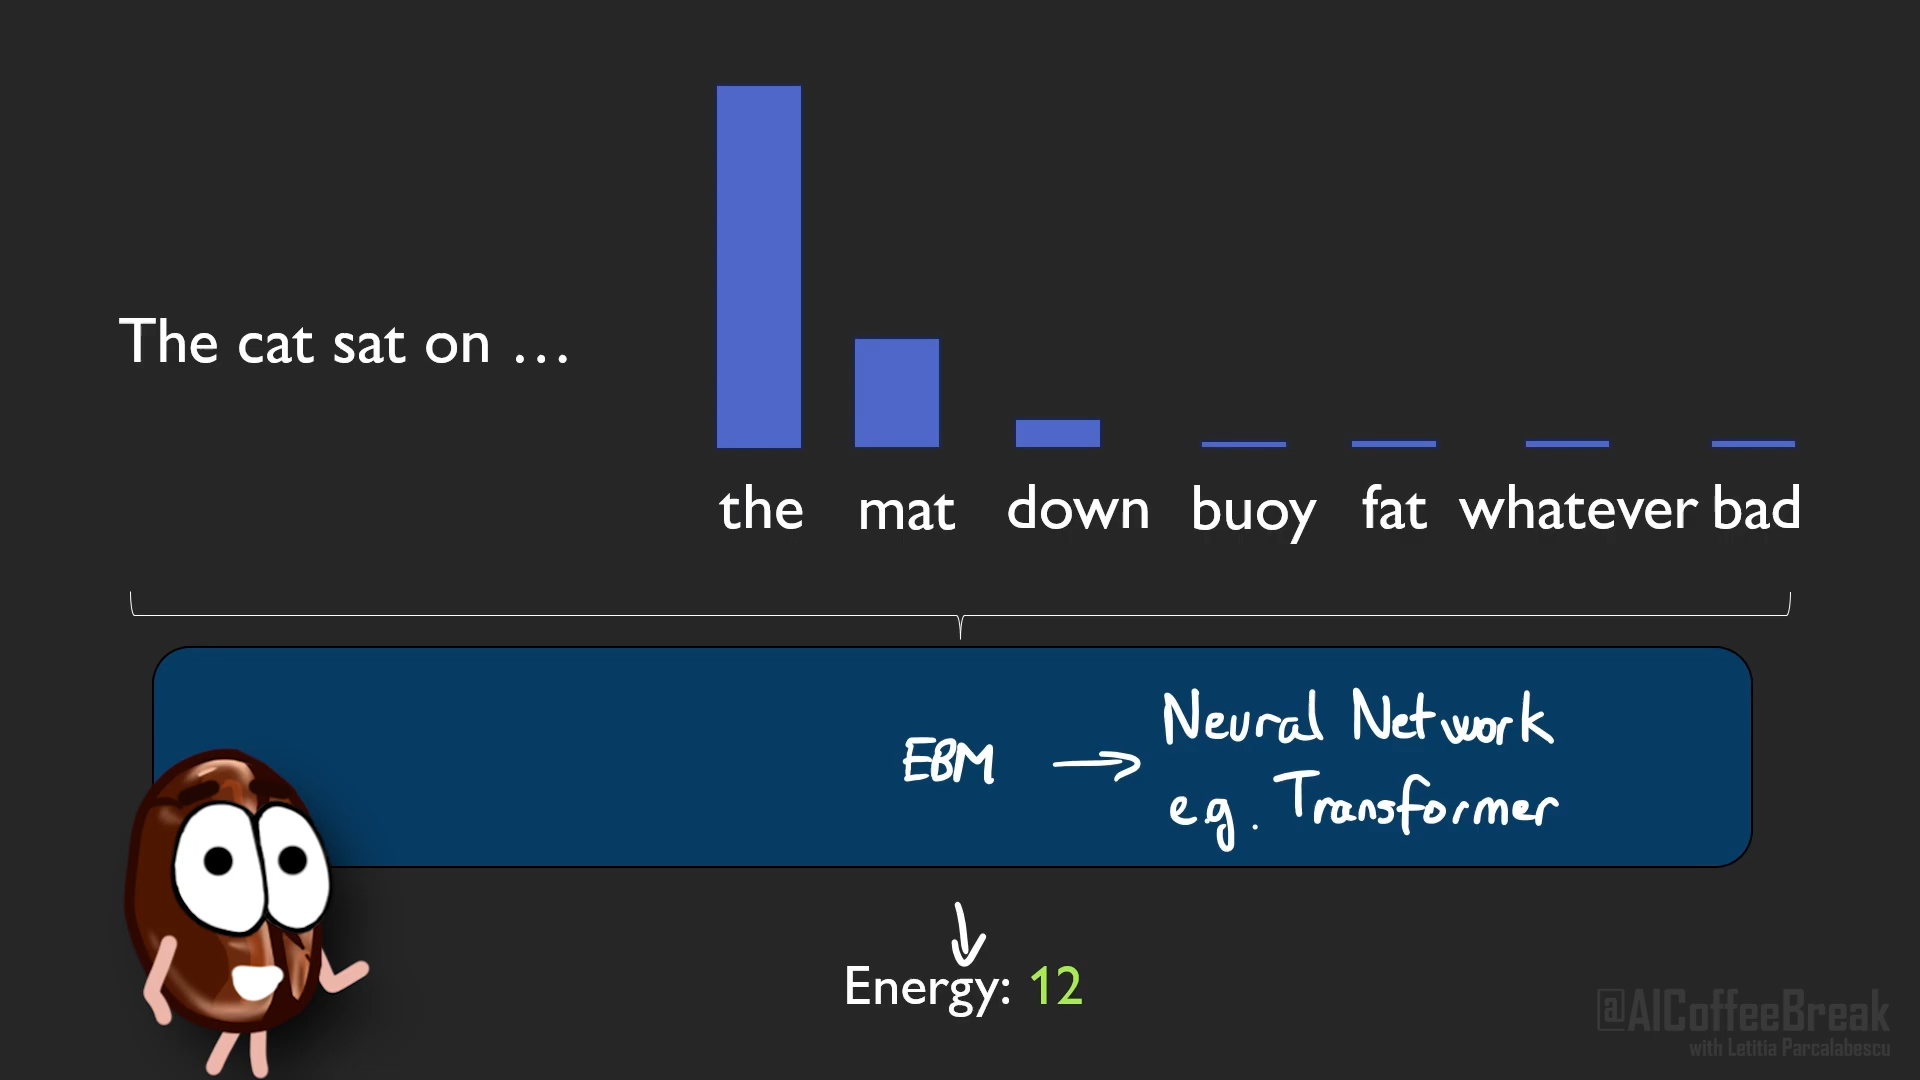 The cat sat on …
the mat down buoy fat whatever bad
EBM → Neural Network
e.g. Transformer
Energy: 12
@AICoffeeBreak
with Letitia Parcalabescu